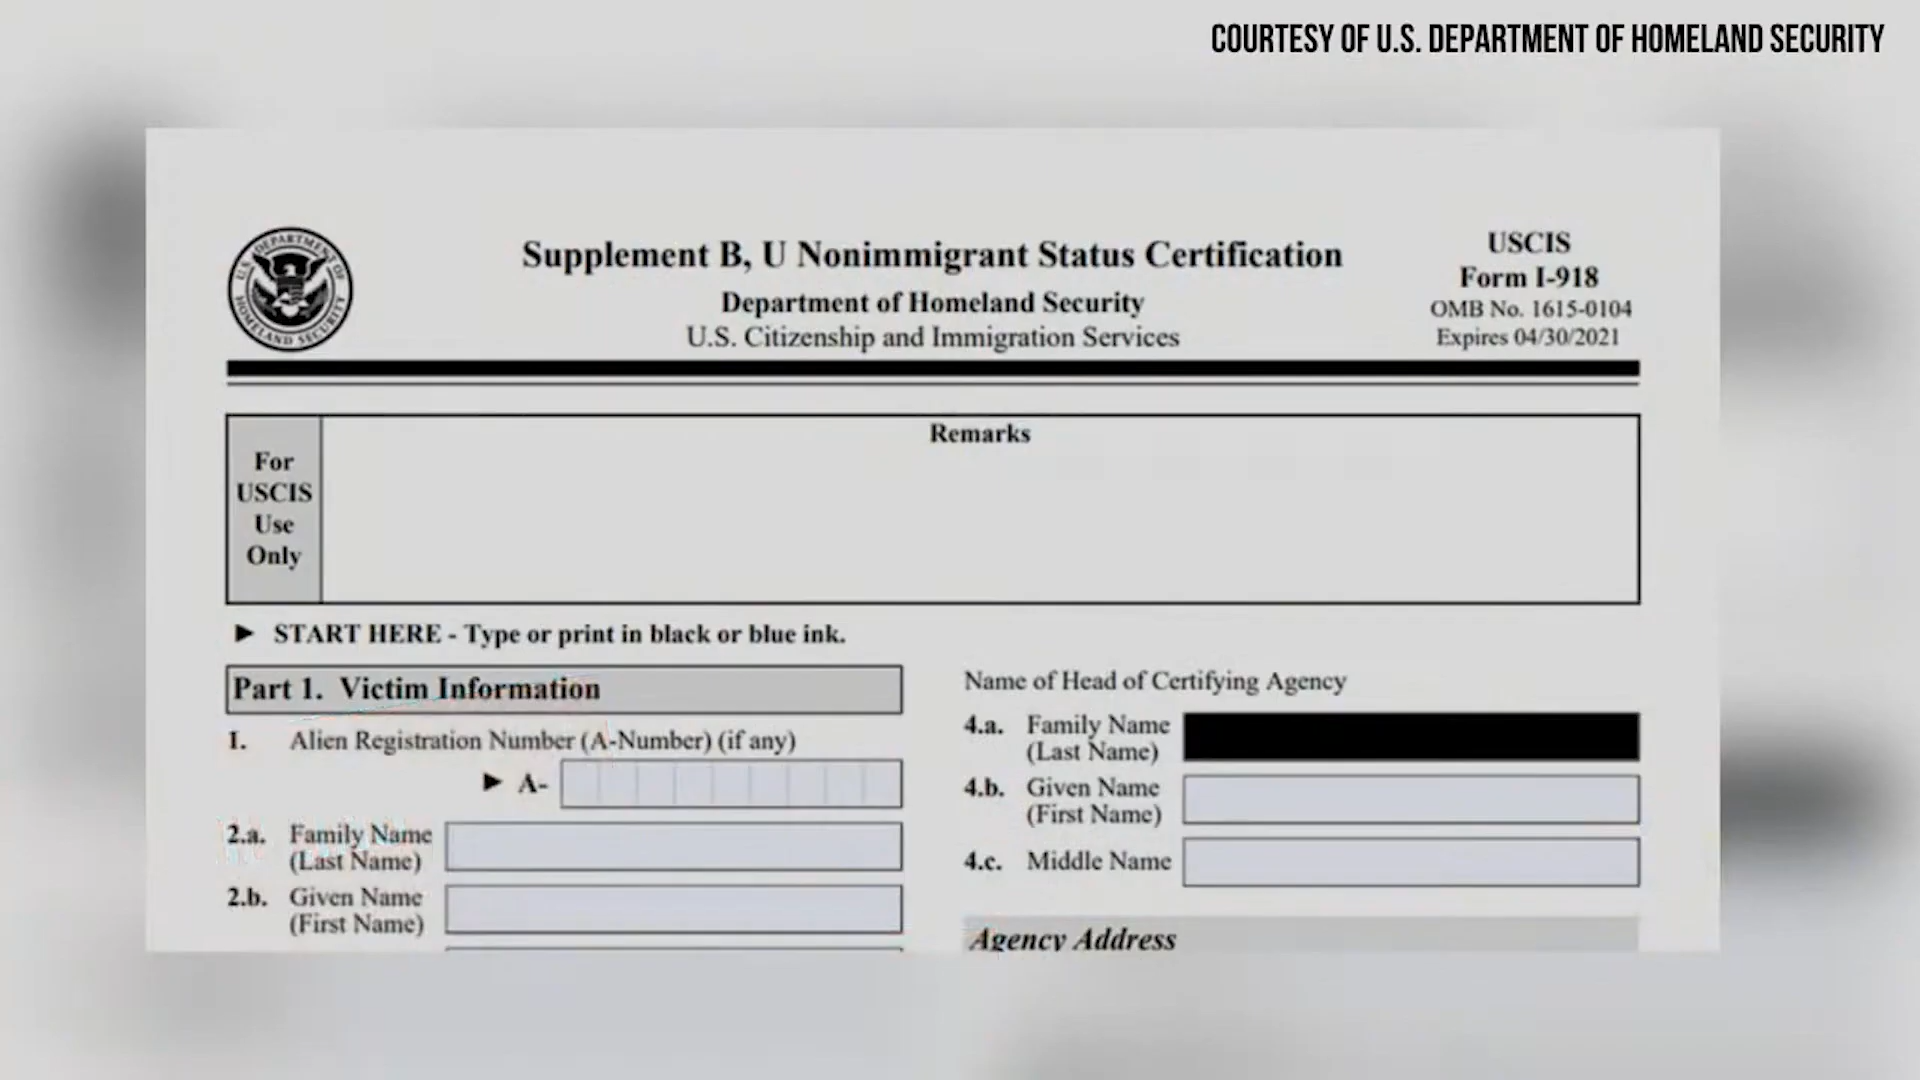 COURTESY OF U.S. DEPARTMENT OF HOMELAND SECURITY
U.S. DEPARTMENT OF
HOMELAND SECURITY
Supplement B, U Nonimmigrant Status Certification
Department of Homeland Security
U.S. Citizenship and Immigration Services
USCIS
Form I-918
OMB No. 1615-0104
Expires 04/30/2021
For
USCIS
Use
Only
Remarks
► START HERE - Type or print in black or blue ink.
Part 1. Victim Information
1. Alien Registration Number (A-Number) (if any)
► A-
2.a. Family Name
(Last Name)
2.b. Given Name
(First Name)
Name of Head of Certifying Agency
4.a. Family Name
(Last Name)
4.b. Given Name
(First Name)
4.c. Middle Name
Agency Address